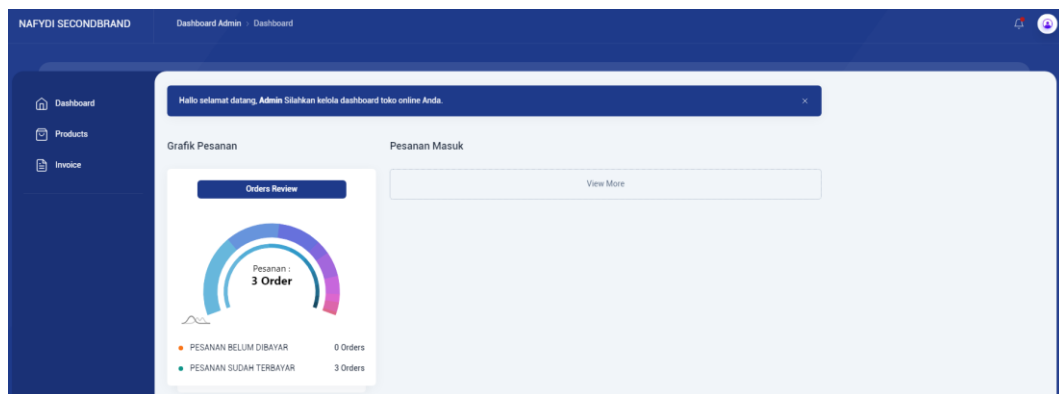 NAFYDI SECONDBRAND
Dashboard Admin > Dashboard
Dashboard
Products
Invoice
Hallo selamat datang, Admin Silahkan kelola dashboard toko online Anda.
Grafik Pesanan
Pesanan Masuk
Orders Review
View More
Pesanan :
3 Order
PESANAN BELUM DIBAYAR 0 Orders
PESANAN SUDAH TERBAYAR 3 Orders